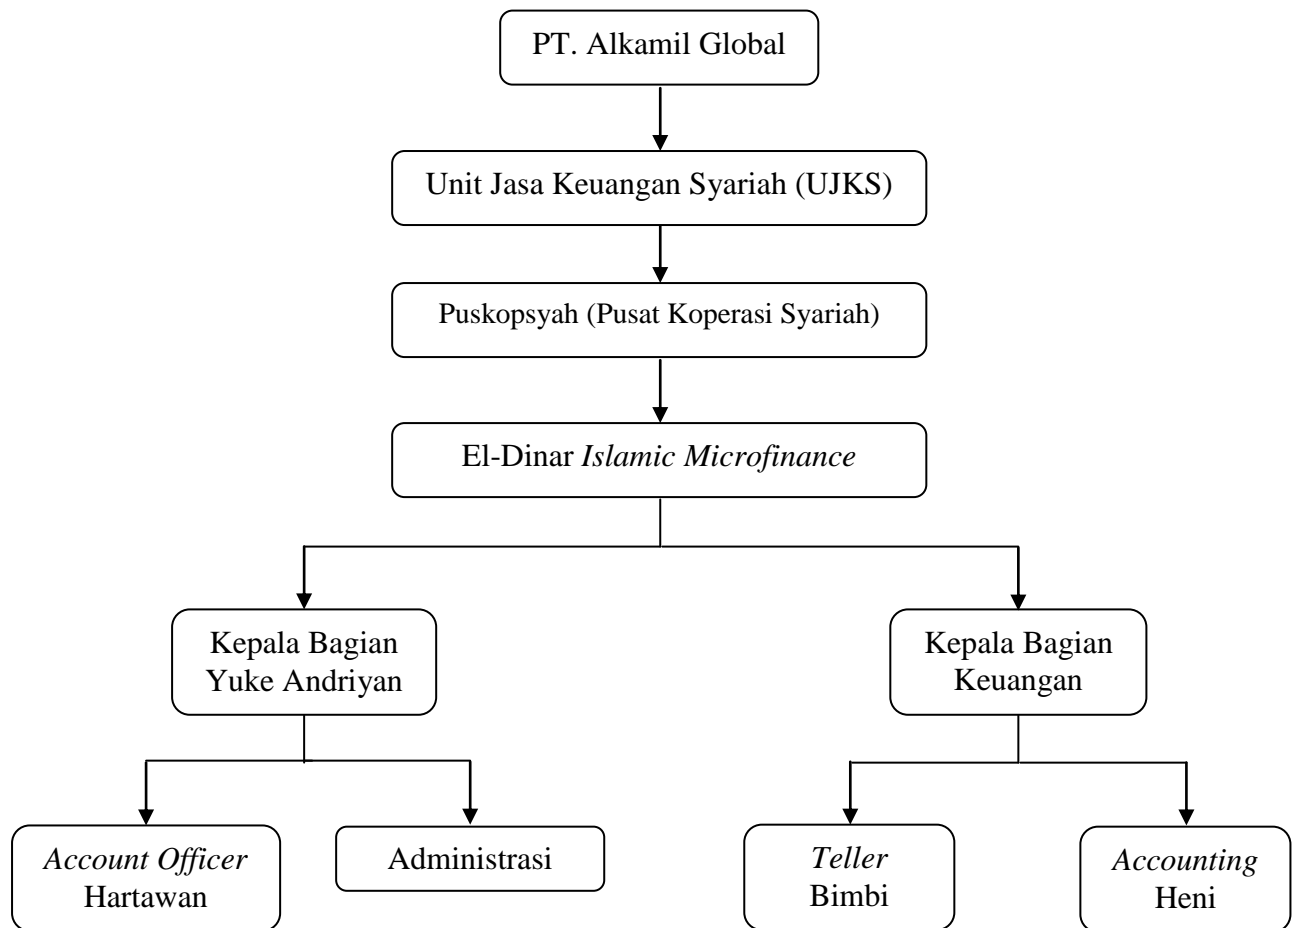 PT. Alkamil Global
Unit Jasa Keuangan Syariah (UJKS)
Puskopsyah (Pusat Koperasi Syariah)
El-Dinar Islamic Microfinance
Kepala Bagian
Yuke Andriyan
Kepala Bagian
Keuangan
Account Officer
Hartawan
Administrasi
Teller
Bimbi
Accounting
Heni